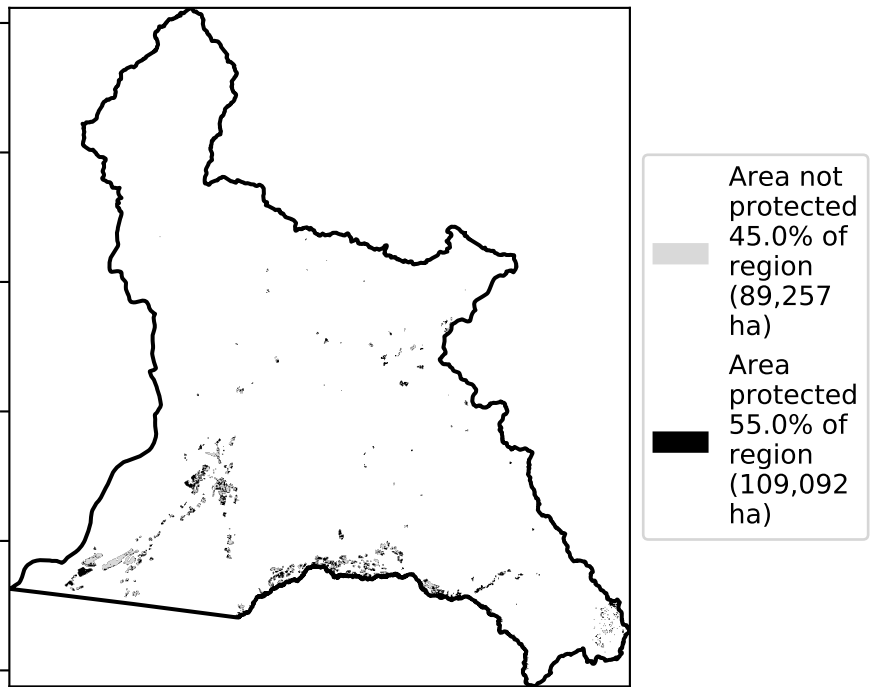 Area not
protected
45.0% of
region
(89,257
ha)
Area
protected
55.0% of
region
(109,092
ha)